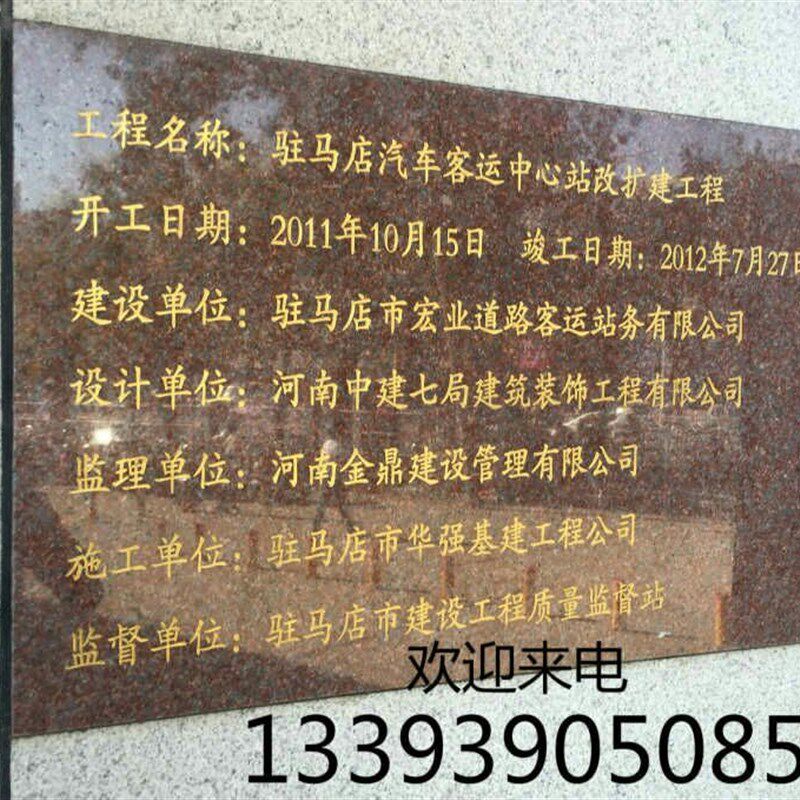 工程名称：驻马店汽车客运中心站改扩建工程
开工日期：2011年10月15日 竣工日期：2012年7月27日
建设单位：驻马店市宏业道路客运站务有限公司
设计单位：河南中建七局建筑装饰工程有限公司
监理单位：河南金鼎建设管理有限公司
施工单位：驻马店市华强基建工程公司
监督单位：驻马店市建设工程质量监督站
欢迎来电
13393905085